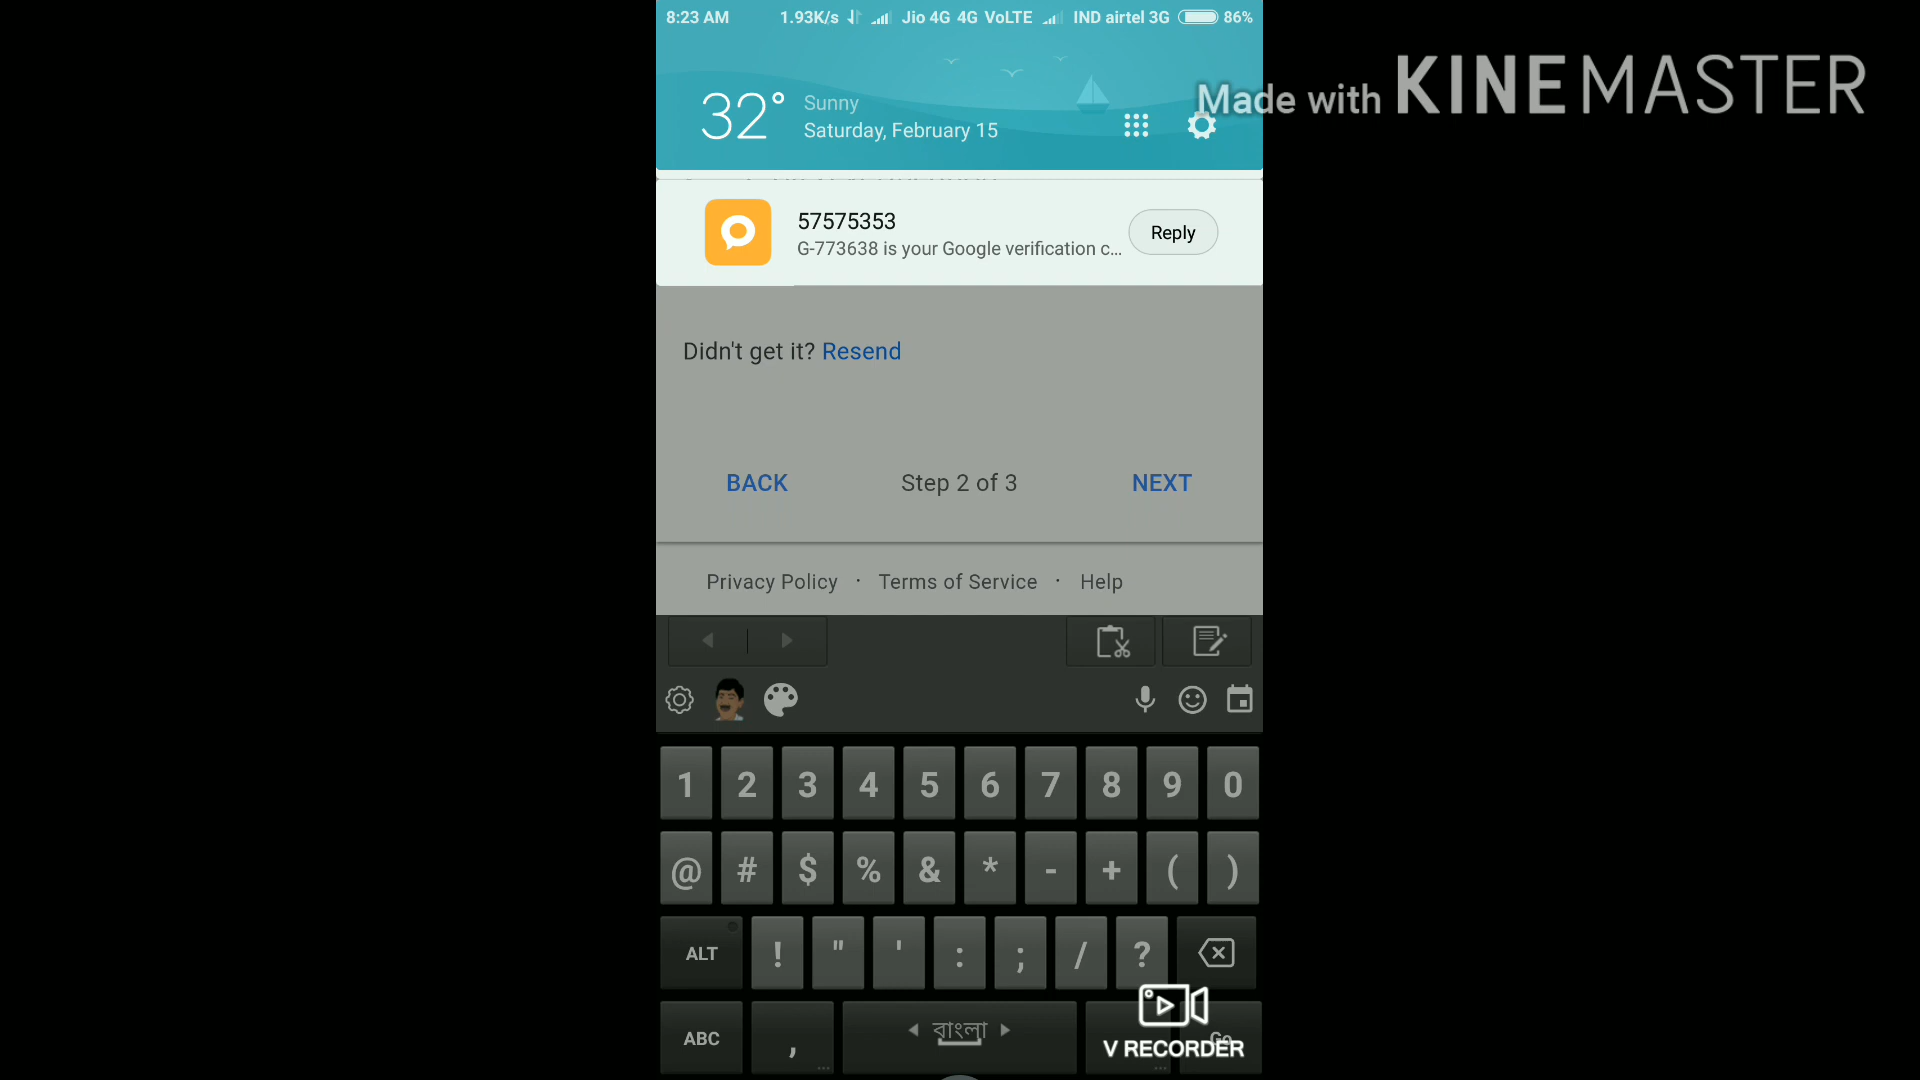 8:23 AM 1.93K/s Jio 4G 4G VoLTE IND airtel 3G 86%
Made with KINEMASTER
32° Sunny
Saturday, February 15
57575353
G-773638 is your Google verification c...
Reply
Didn't get it? Resend
BACK Step 2 of 3 NEXT
Privacy Policy · Terms of Service · Help
1 2 3 4 5 6 7 8 9 0
@ # $ % & * - + ( )
ALT ! " ' : ; / ?
ABC , বাংলা Go
V RECORDER